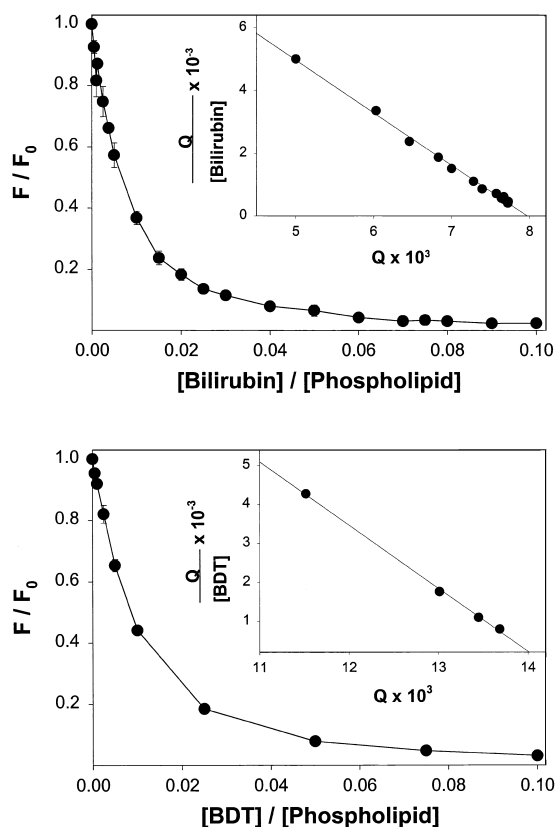 1.0
0.8
0.6
0.4
0.2
F / F0
0.00 0.02 0.04 0.06 0.08 0.10
[Bilirubin] / [Phospholipid]
6
4
2
0
Q
[Bilirubin]
x 10-3
5 6 7 8
Q x 103
1.0
0.8
0.6
0.4
0.2
F / F0
0.00 0.02 0.04 0.06 0.08 0.10
[BDT] / [Phospholipid]
5
4
3
2
1
Q
[BDT]
x 10-3
11 12 13 14
Q x 103